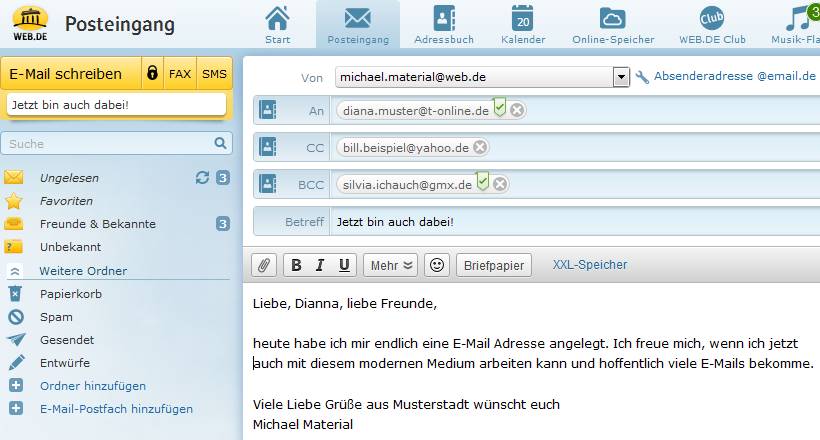 WEB.DE
Posteingang
Start
Posteingang
Adressbuch
20
Kalender
Online-Speicher
Club
WEB.DE Club
3
Musik-Fla
E-Mail schreiben FAX SMS
Jetzt bin auch dabei!
Suche
Ungelesen 3
Favoriten
Freunde & Bekannte 3
? Unbekannt
Weitere Ordner
Papierkorb
Spam
Gesendet
Entwürfe
Ordner hinzufügen
E-Mail-Postfach hinzufügen
Von michael.material@web.de Absenderadresse @email.de
An diana.muster@t-online.de
CC bill.beispiel@yahoo.de
BCC silvia.ichauch@gmx.de
Betreff Jetzt bin auch dabei!
B I U Mehr Briefpapier XXL-Speicher
Liebe, Dianna, liebe Freunde,
heute habe ich mir endlich eine E-Mail Adresse angelegt. Ich freue mich, wenn ich jetzt
auch mit diesem modernen Medium arbeiten kann und hoffentlich viele E-Mails bekomme.
Viele Liebe Grüße aus Musterstadt wünscht euch
Michael Material